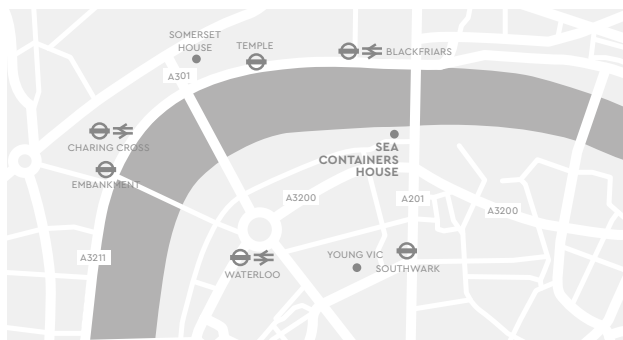 SOMERSET
HOUSE
TEMPLE
BLACKFRIARS
A301
CHARING CROSS
SEA
CONTAINERS
HOUSE
EMBANKMENT
A3200
A201
A3200
A3211
YOUNG VIC
SOUTHWARK
WATERLOO